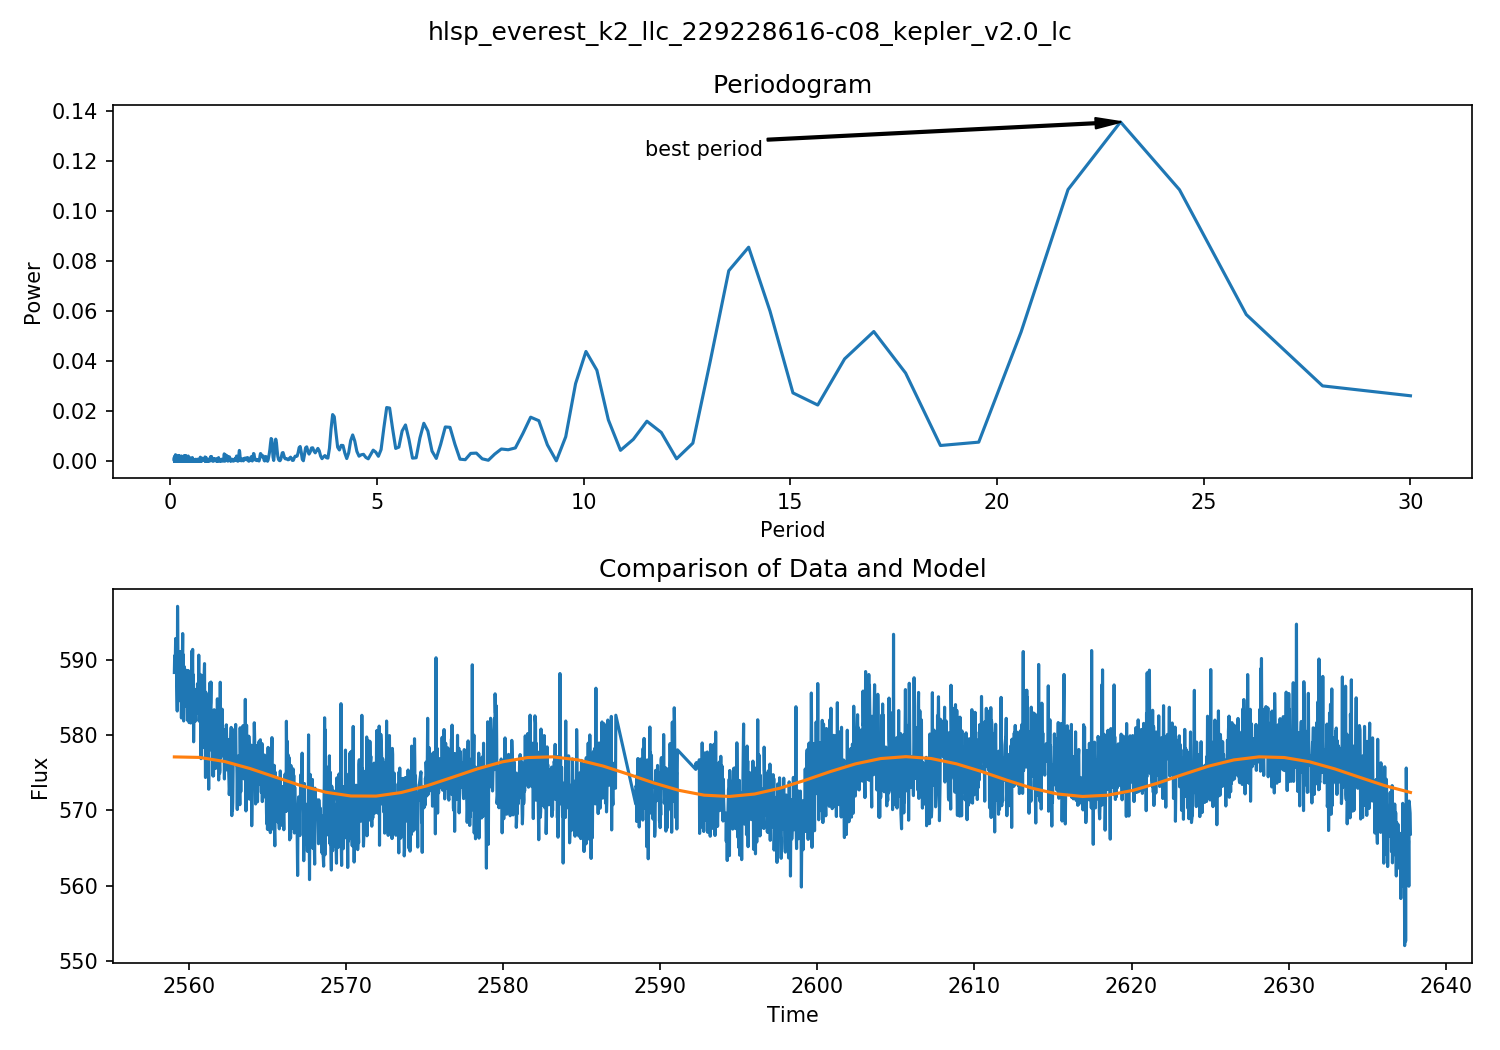 hlsp_everest_k2_llc_229228616-c08_kepler_v2.0_lc
Periodogram
0.14
0.12
0.10
0.08
0.06
0.04
0.02
0.00
Power
best period
0 5 10 15 20 25 30
Period
Comparison of Data and Model
590
580
570
560
550
Flux
2560 2570 2580 2590 2600 2610 2620 2630 2640
Time